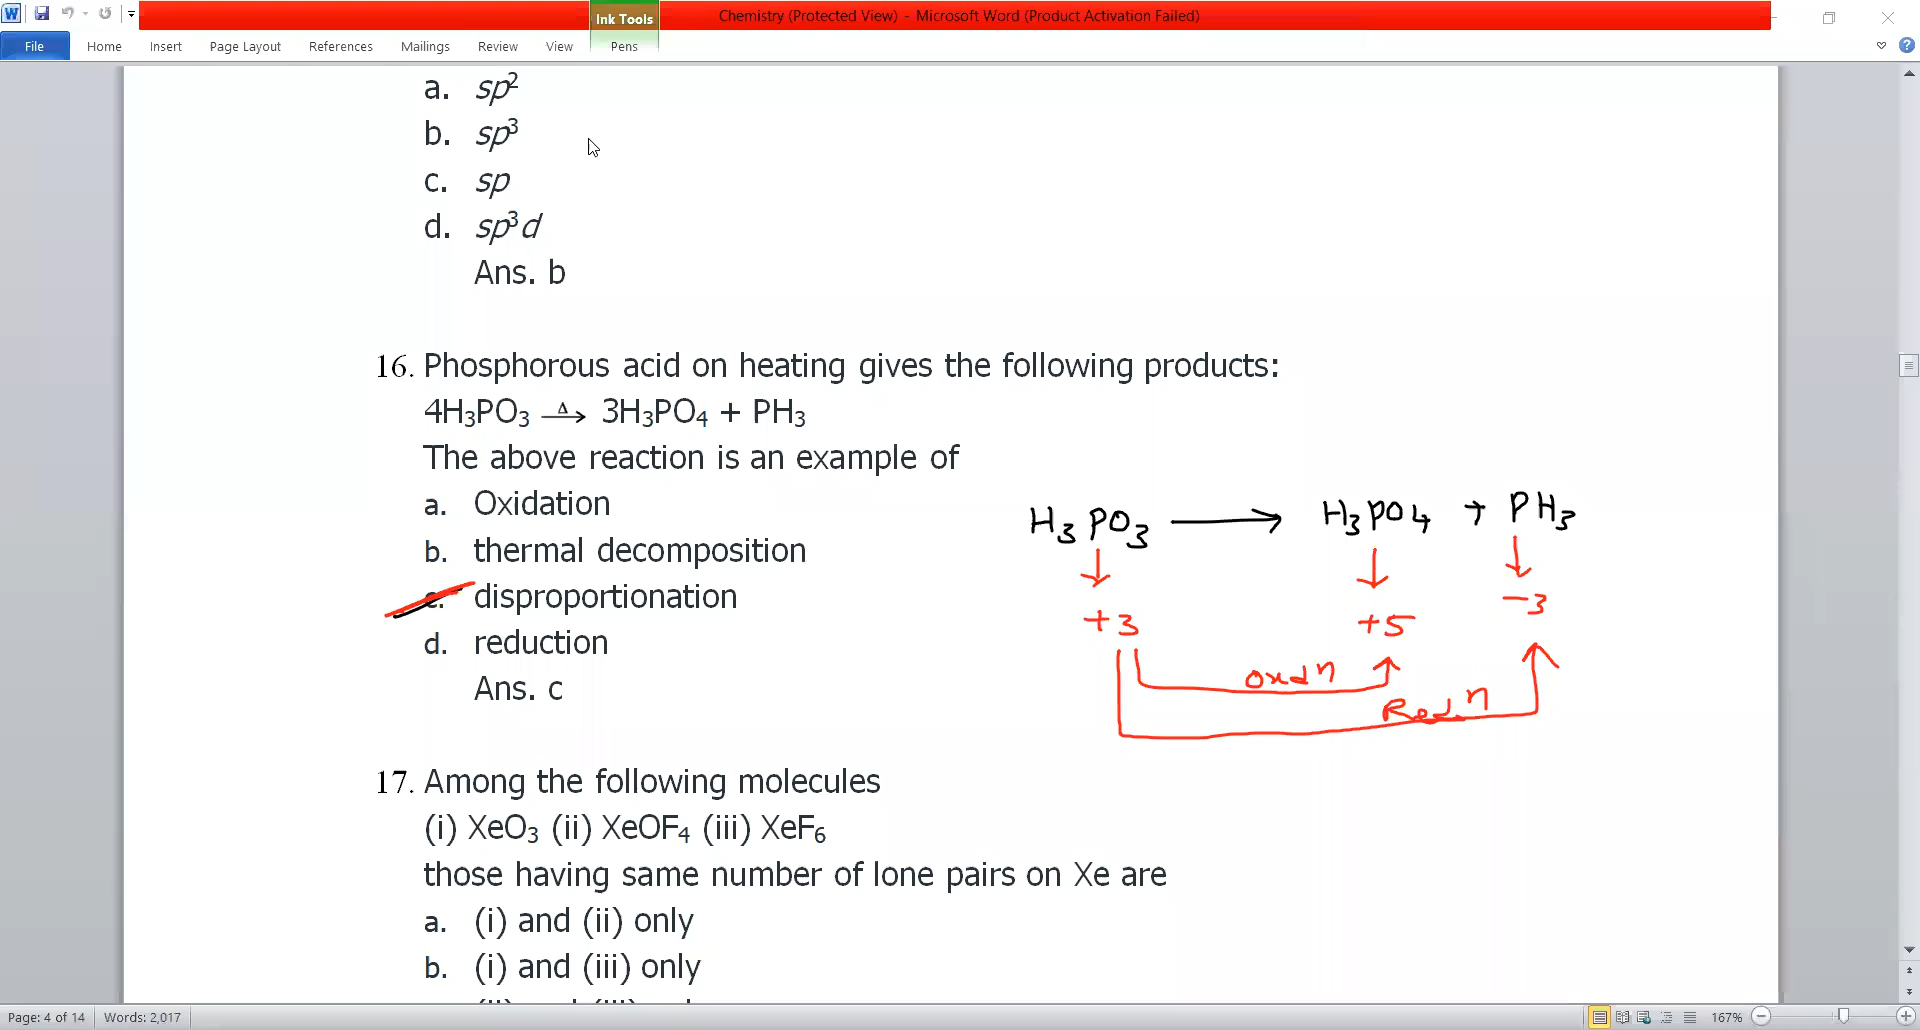 Chemistry (Protected View) - Microsoft Word (Product Activation Failed)
Ink Tools
File Home Insert Page Layout References Mailings Review View Pens
a. sp²
b. sp³
c. sp
d. sp³d
Ans. b
16. Phosphorous acid on heating gives the following products:
4H₃PO₃ —Δ→ 3H₃PO₄ + PH₃
The above reaction is an example of
a. Oxidation
b. thermal decomposition
c. disproportionation
d. reduction
Ans. c
H₃PO₃ ⟶ H₃PO₄ + PH₃
+3 +5 -3
Oxdⁿ
Redⁿ
17. Among the following molecules
(i) XeO₃ (ii) XeOF₄ (iii) XeF₆
those having same number of lone pairs on Xe are
a. (i) and (ii) only
b. (i) and (iii) only
Page: 4 of 14 Words: 2,017 167%